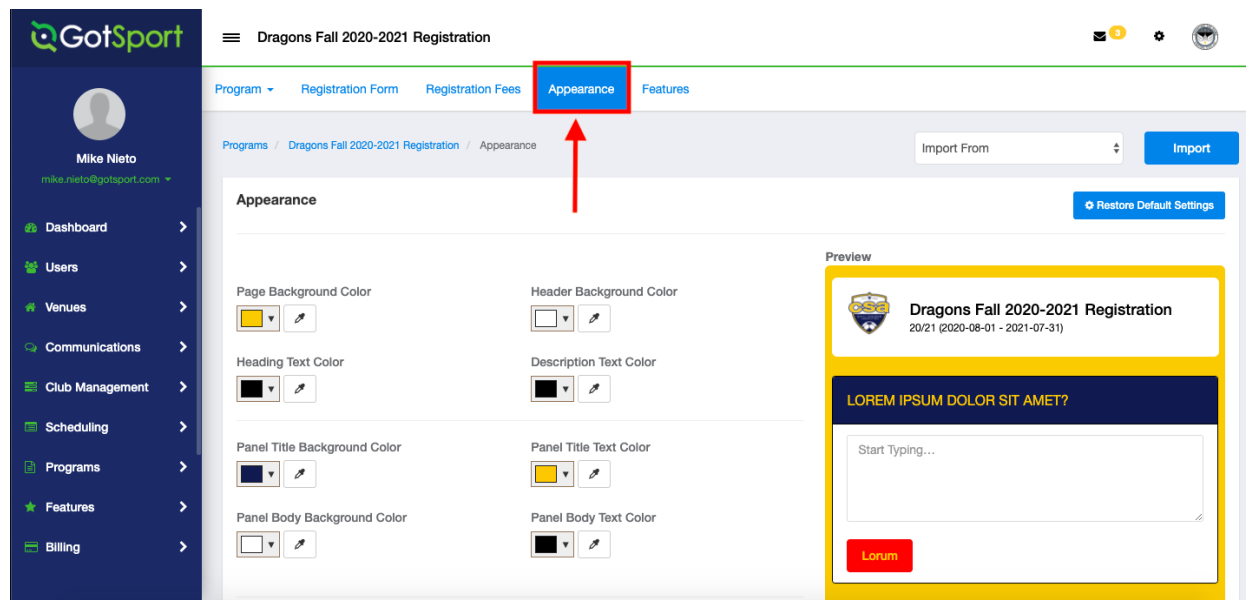 GotSport
Dragons Fall 2020-2021 Registration
3
Program Registration Form Registration Fees Appearance Features
Mike Nieto
mike.nieto@gotsport.com
Dashboard
Users
Venues
Communications
Club Management
Scheduling
Programs
Features
Billing
Programs / Dragons Fall 2020-2021 Registration / Appearance
Import From
Import
Appearance
Restore Default Settings
Page Background Color
Header Background Color
Heading Text Color
Description Text Color
Panel Title Background Color
Panel Title Text Color
Panel Body Background Color
Panel Body Text Color
Preview
csa
Dragons Fall 2020-2021 Registration
20/21 (2020-08-01 - 2021-07-31)
LOREM IPSUM DOLOR SIT AMET?
Start Typing...
Lorum